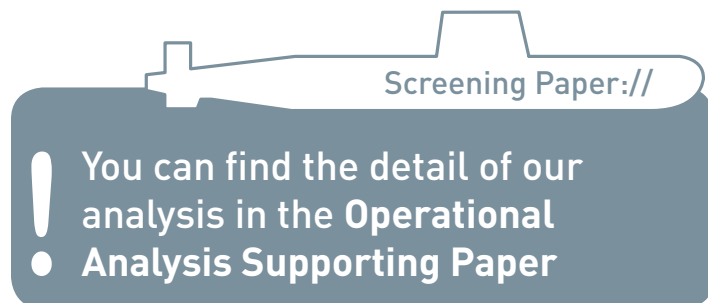 Screening Paper://
! You can find the detail of our
analysis in the Operational
Analysis Supporting Paper